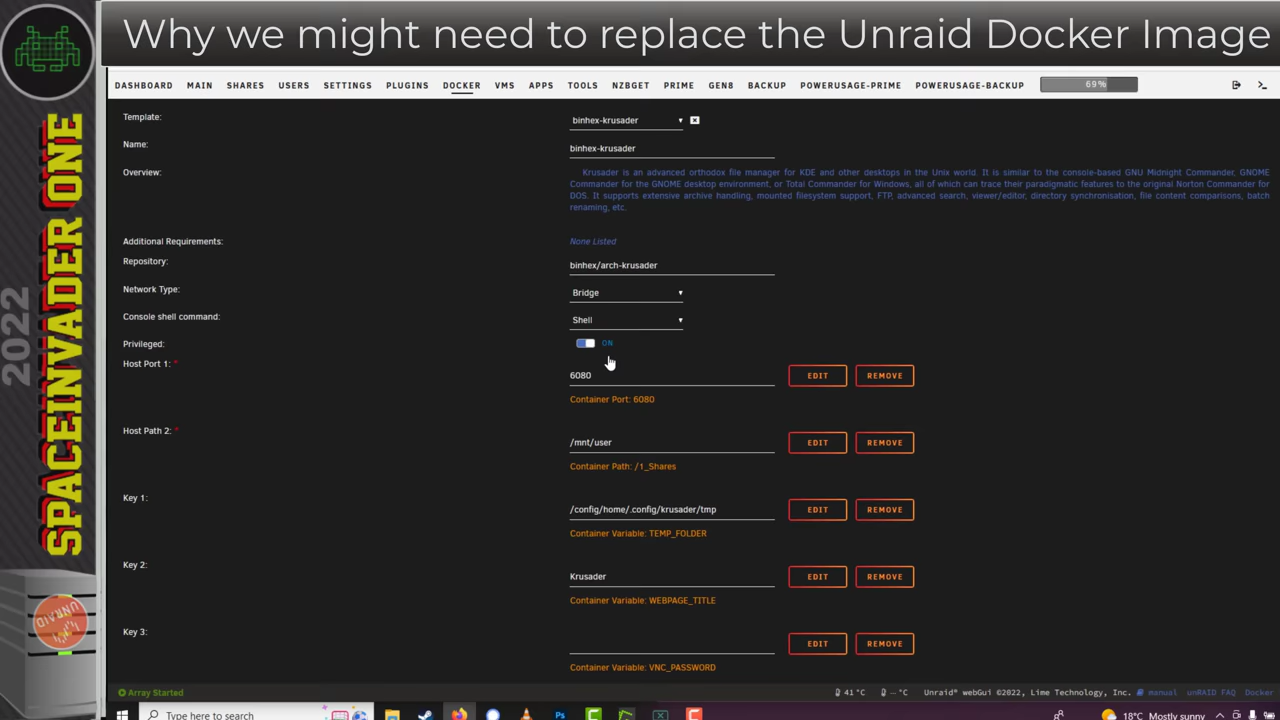 Why we might need to replace the Unraid Docker Image
DASHBOARD MAIN SHARES USERS SETTINGS PLUGINS DOCKER VMS APPS TOOLS NZBGET PRIME GEN8 BACKUP POWERUSAGE-PRIME POWERUSAGE-BACKUP 69%
Template: binhex-krusader
Name: binhex-krusader
Overview: Krusader is an advanced orthodox file manager for KDE and other desktops in the Unix world. It is similar to the console-based GNU Midnight Commander, GNOME
Commander for the GNOME desktop environment, or Total Commander for Windows, all of which can trace their paradigmatic features to the original Norton Commander for
DOS. It supports extensive archive handling, mounted filesystem support, FTP, advanced search, viewer/editor, directory synchronisation, file content comparisons, batch
renaming, etc.
Additional Requirements: None Listed
Repository: binhex/arch-krusader
Network Type: Bridge
Console shell command: Shell
Privileged: ON
Host Port 1: *
6080 EDIT REMOVE
Container Port: 6080
Host Path 2: *
/mnt/user EDIT REMOVE
Container Path: /1_Shares
Key 1:
/config/home/.config/krusader/tmp EDIT REMOVE
Container Variable: TEMP_FOLDER
Key 2:
Krusader EDIT REMOVE
Container Variable: WEBPAGE_TITLE
Key 3:
EDIT REMOVE
Container Variable: VNC_PASSWORD
Array Started 41 °C -- °C Unraid® webGui ©2022, Lime Technology, Inc. manual unRAID FAQ Docker
Type here to search 18°C Mostly sunny
2022
SPACEINVADER ONE
UNRAID